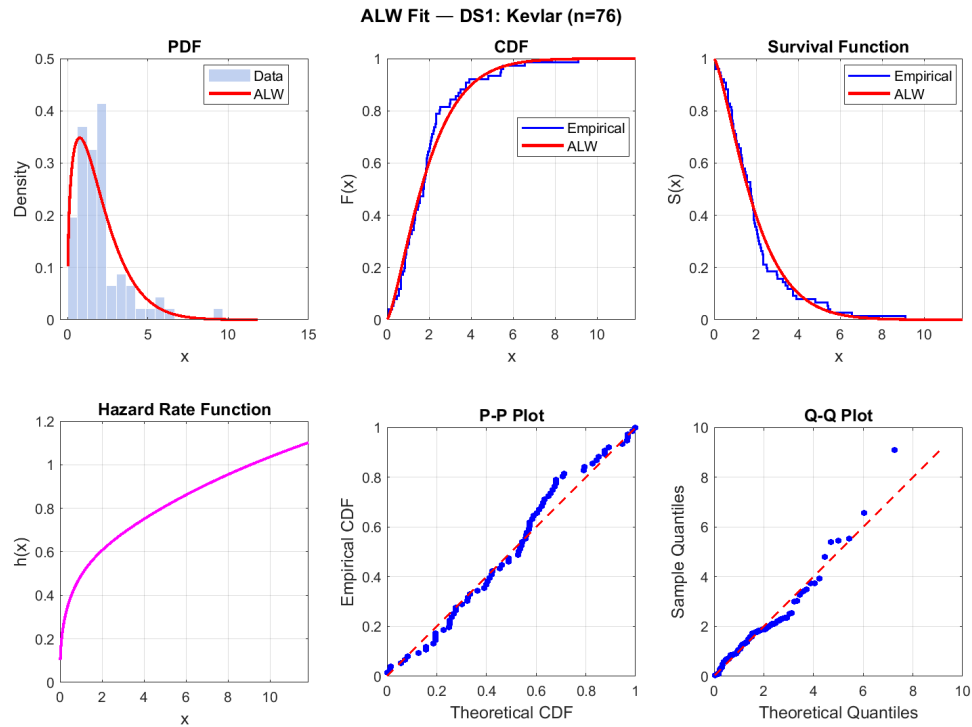 ALW Fit — DS1: Kevlar (n=76)
PDF
0.5
0.4
0.3
0.2
0.1
0
Density
0 5 10 15
x
Data
ALW
CDF
1
0.8
0.6
0.4
0.2
0
F(x)
0 2 4 6 8 10
x
Empirical
ALW
Survival Function
1
0.8
0.6
0.4
0.2
0
S(x)
0 2 4 6 8 10
x
Empirical
ALW
Hazard Rate Function
1.2
1
0.8
0.6
0.4
0.2
0
h(x)
0 2 4 6 8 10
x
P-P Plot
1
0.8
0.6
0.4
0.2
0
Empirical CDF
0 0.2 0.4 0.6 0.8 1
Theoretical CDF
Q-Q Plot
10
8
6
4
2
0
Sample Quantiles
0 2 4 6 8 10
Theoretical Quantiles